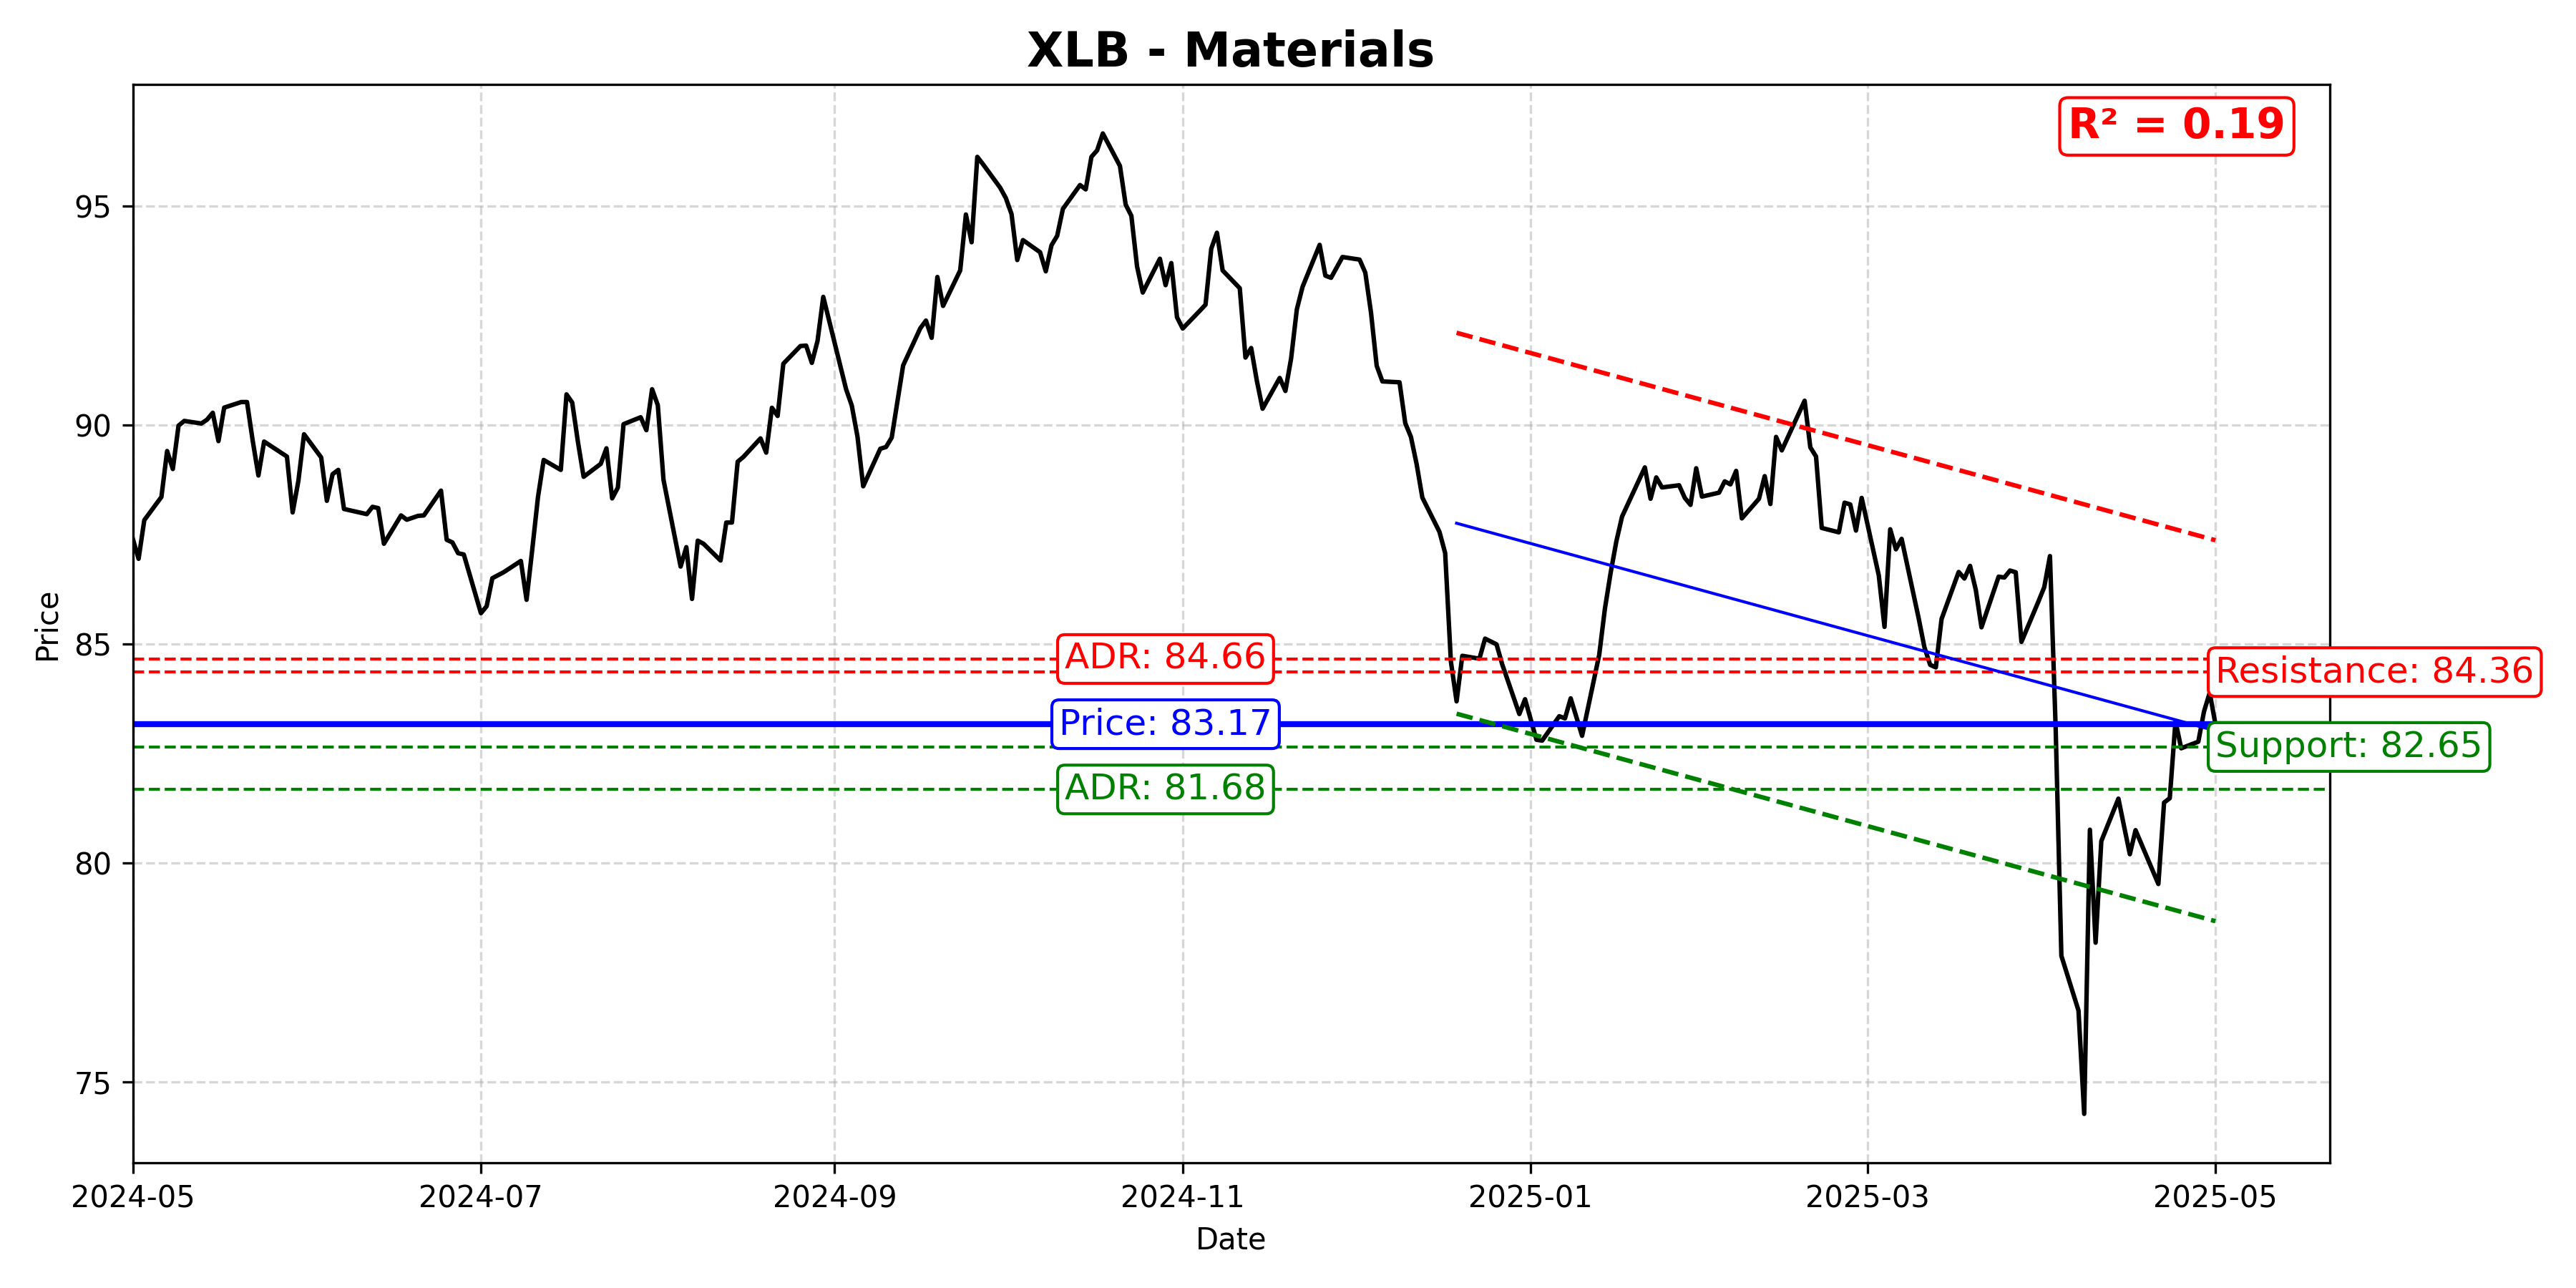 XLB - Materials
R² = 0.19
95
90
85
80
75
Price
ADR: 84.66
Resistance: 84.36
Price: 83.17
Support: 82.65
ADR: 81.68
2024-05
2024-07
2024-09
2024-11
2025-01
2025-03
2025-05
Date